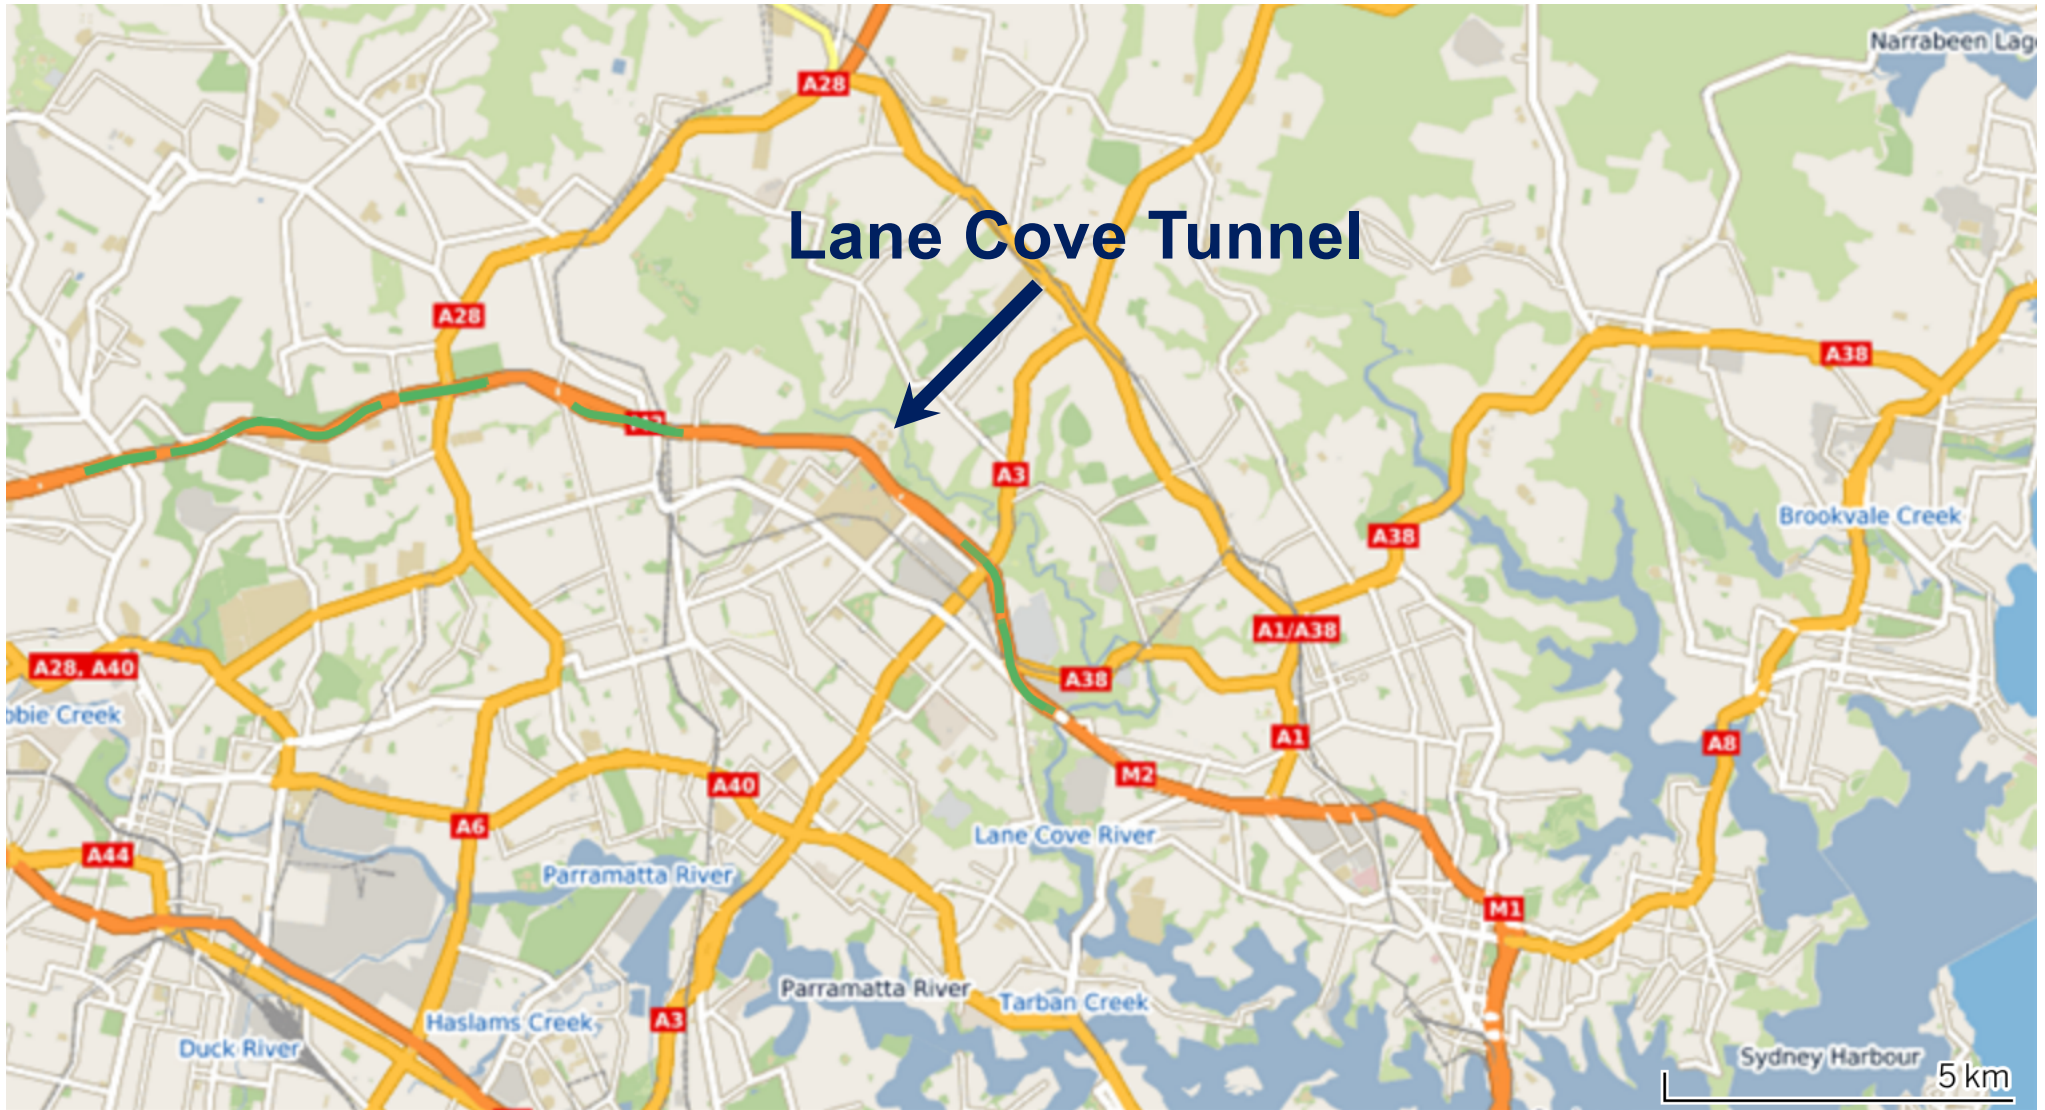 Narrabeen Lag
A28
Lane Cove Tunnel
A28
A38
A3
Brookvale Creek
A38
A1/A38
A28, A40
A38
bbie Creek
A1
A8
M2
A40
A6
Lane Cove River
A44
Parramatta River
M1
Parramatta River
Tarban Creek
A3
Haslams Creek
Duck River
Sydney Harbour
5 km